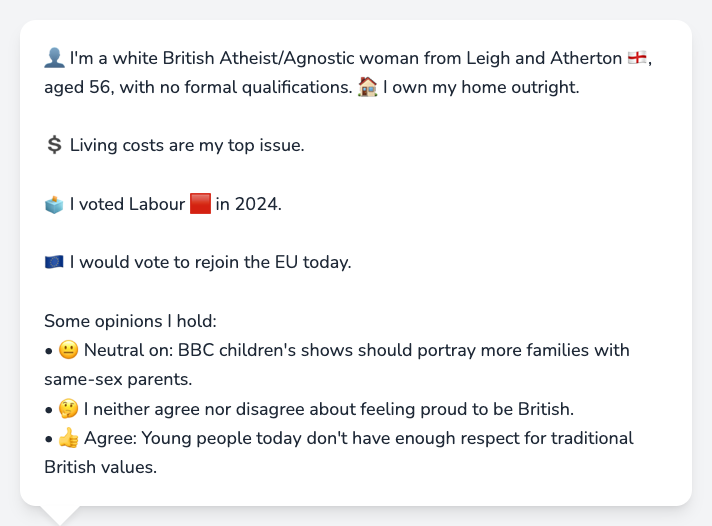 👤 I'm a white British Atheist/Agnostic woman from Leigh and Atherton 🏴󠁧󠁢󠁥󠁮󠁧󠁿,
aged 56, with no formal qualifications. 🏠 I own my home outright.
💲 Living costs are my top issue.
🗳️ I voted Labour 🟥 in 2024.
🇪🇺 I would vote to rejoin the EU today.
Some opinions I hold:
• 😐 Neutral on: BBC children's shows should portray more families with
same-sex parents.
• 🤔 I neither agree nor disagree about feeling proud to be British.
• 👍 Agree: Young people today don't have enough respect for traditional
British values.